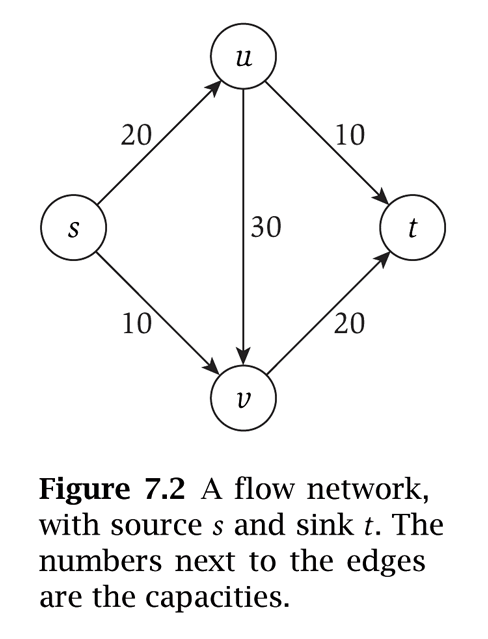 u
20
10
s
30
t
10
20
v
Figure 7.2 A flow network,
with source s and sink t. The
numbers next to the edges
are the capacities.